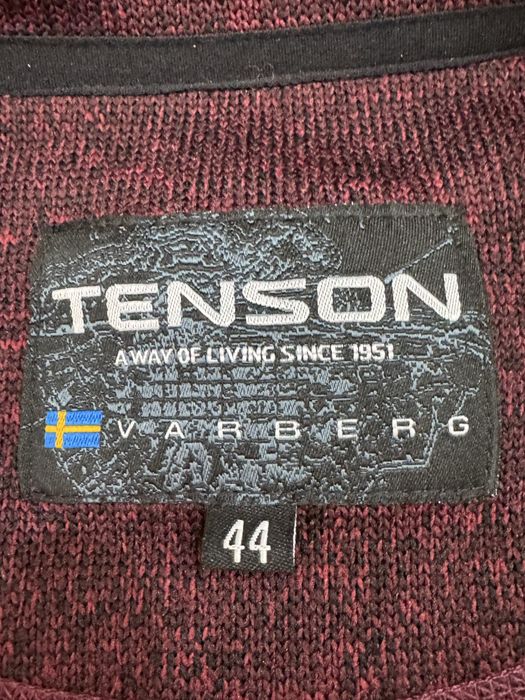 TENSON
A WAY OF LIVING SINCE 1951
VARBERG
44